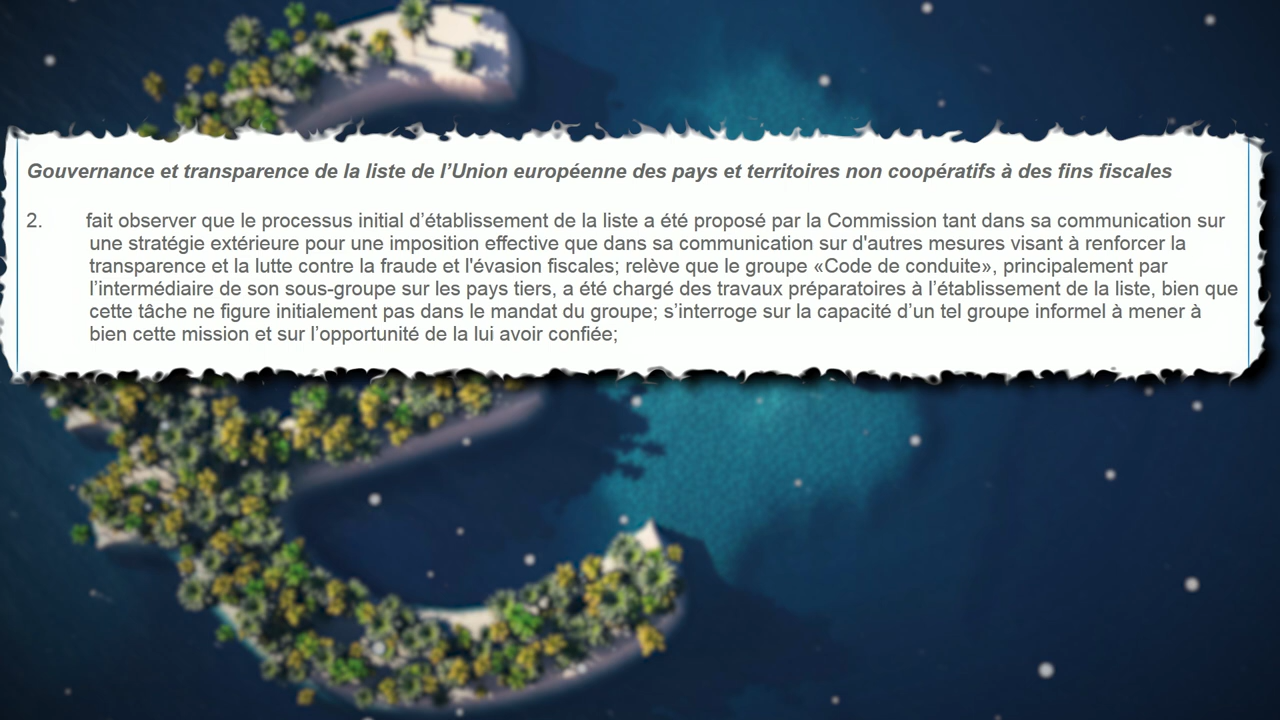 Gouvernance et transparence de la liste de l’Union européenne des pays et territoires non coopératifs à des fins fiscales
2. fait observer que le processus initial d’établissement de la liste a été proposé par la Commission tant dans sa communication sur
une stratégie extérieure pour une imposition effective que dans sa communication sur d'autres mesures visant à renforcer la
transparence et la lutte contre la fraude et l'évasion fiscales; relève que le groupe «Code de conduite», principalement par
l’intermédiaire de son sous-groupe sur les pays tiers, a été chargé des travaux préparatoires à l’établissement de la liste, bien que
cette tâche ne figure initialement pas dans le mandat du groupe; s’interroge sur la capacité d’un tel groupe informel à mener à
bien cette mission et sur l’opportunité de la lui avoir confiée;